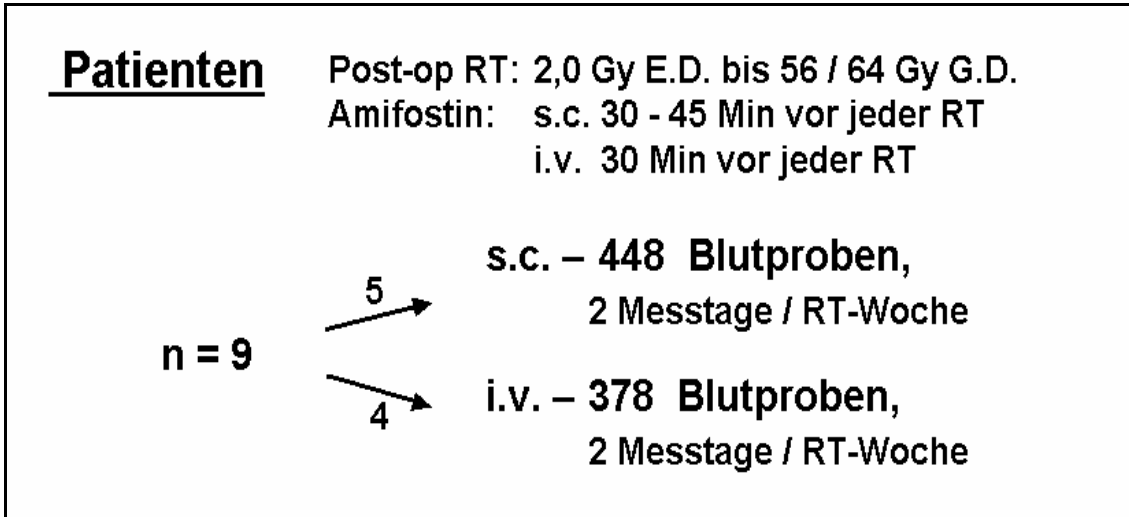 Patienten
Post-op RT: 2,0 Gy E.D. bis 56 / 64 Gy G.D.
Amifostin: s.c. 30 - 45 Min vor jeder RT
i.v. 30 Min vor jeder RT
s.c. – 448 Blutproben,
5
2 Messtage / RT-Woche
n = 9
i.v. – 378 Blutproben,
4
2 Messtage / RT-Woche